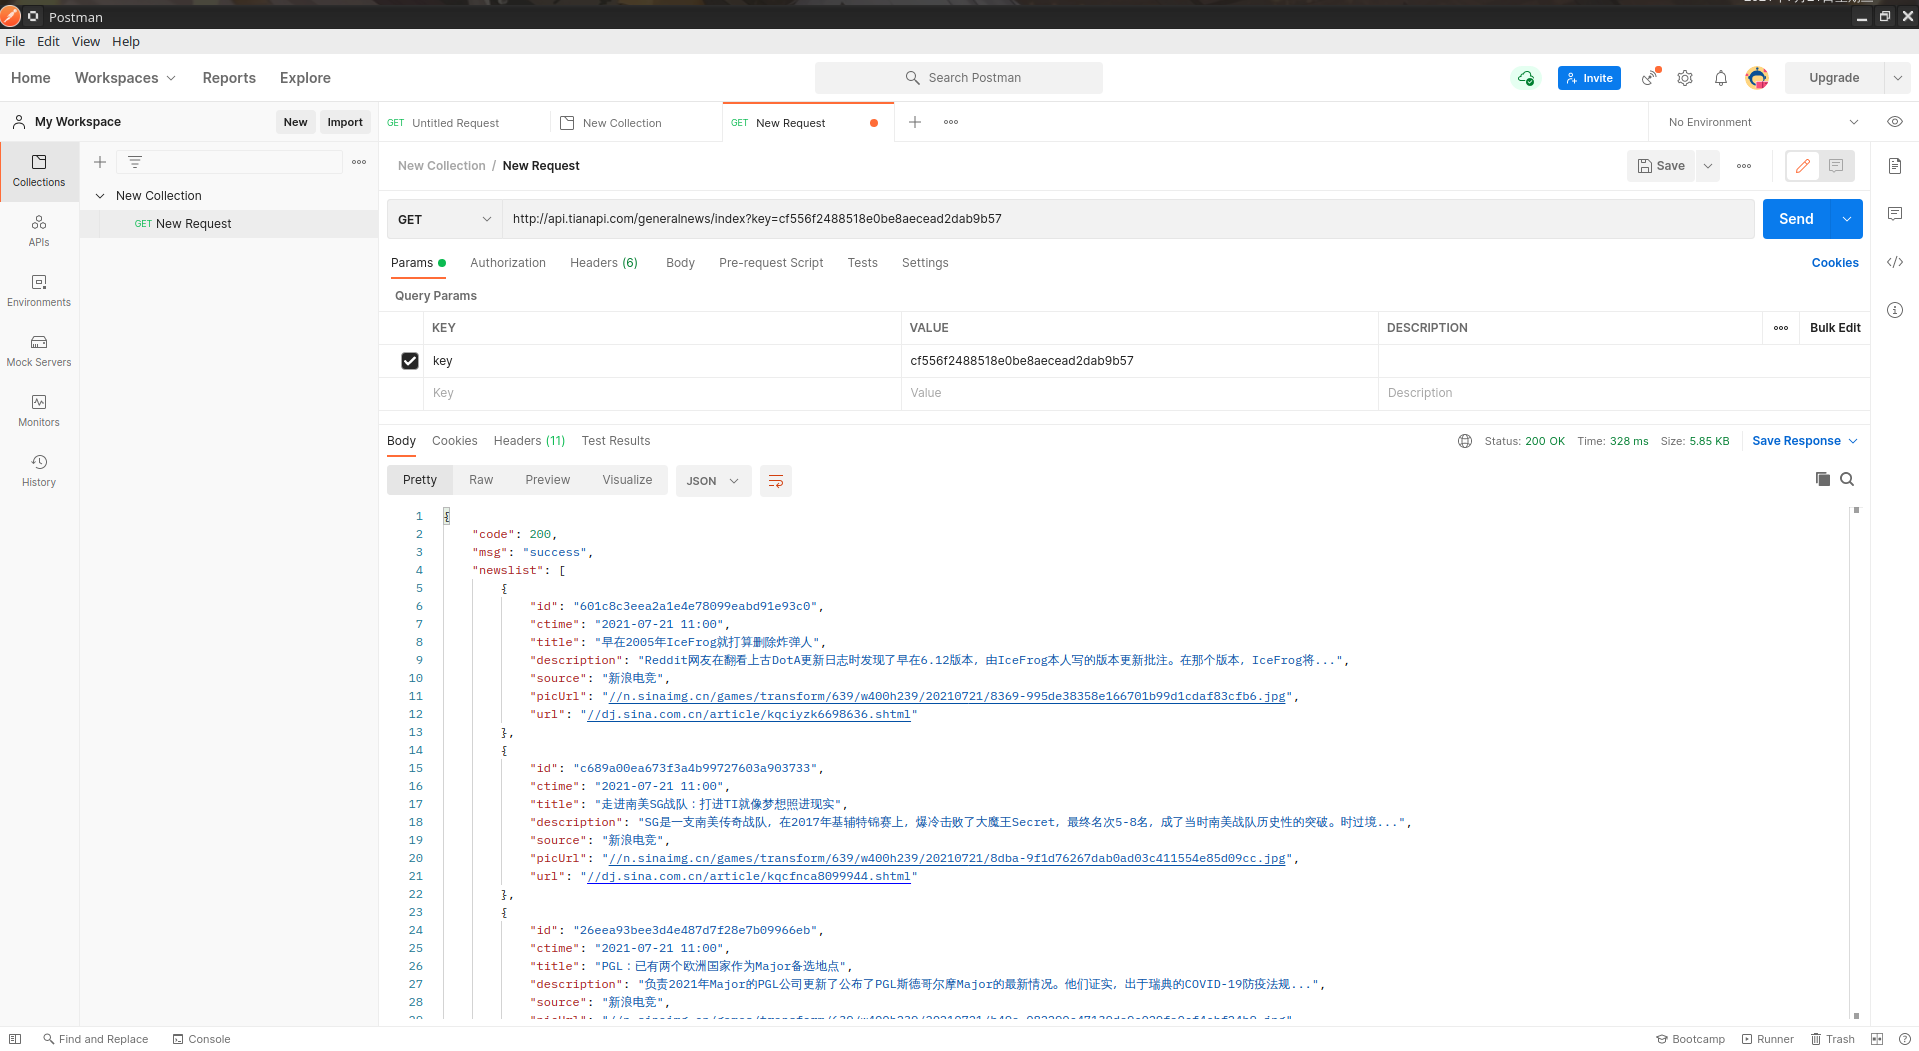 Postman
File Edit View Help
Home Workspaces Reports Explore Search Postman Invite Upgrade
My Workspace New Import GET Untitled Request New Collection GET New Request No Environment
Collections
APIs
Environments
Mock Servers
Monitors
History
New Collection
GET New Request
New Collection / New Request Save
GET http://api.tianapi.com/generalnews/index?key=cf556f2488518e0be8aecead2dab9b57 Send
Params Authorization Headers (6) Body Pre-request Script Tests Settings Cookies
Query Params
KEY VALUE DESCRIPTION Bulk Edit
key cf556f2488518e0be8aecead2dab9b57
Key Value Description
Body Cookies Headers (11) Test Results Status: 200 OK Time: 328 ms Size: 5.85 KB Save Response
Pretty Raw Preview Visualize JSON
1 {
2 "code": 200,
3 "msg": "success",
4 "newslist": [
5 {
6 "id": "601c8c3eea2a1e4e78099eabd91e93c0",
7 "ctime": "2021-07-21 11:00",
8 "title": "早在2005年IceFrog就打算删除炸弹人",
9 "description": "Reddit网友在翻看上古DotA更新日志时发现了早在6.12版本，由IceFrog本人写的版本更新批注。在那个版本，IceFrog将...",
10 "source": "新浪电竞",
11 "picUrl": "//n.sinaimg.cn/games/transform/639/w400h239/20210721/8369-995de38358e166701b99d1cdaf83cfb6.jpg",
12 "url": "//dj.sina.com.cn/article/kqciyzk6698636.shtml"
13 },
14 {
15 "id": "c689a00ea673f3a4b99727603a903733",
16 "ctime": "2021-07-21 11:00",
17 "title": "走进南美SG战队：打进TI就像梦想照进现实",
18 "description": "SG是一支南美传奇战队，在2017年基辅特锦赛上，爆冷击败了大魔王Secret，最终名次5-8名，成了当时南美战队历史性的突破。时过境...",
19 "source": "新浪电竞",
20 "picUrl": "//n.sinaimg.cn/games/transform/639/w400h239/20210721/8dba-9f1d76267dab0ad03c411554e85d09cc.jpg",
21 "url": "//dj.sina.com.cn/article/kqcfnca8099944.shtml"
22 },
23 {
24 "id": "26eea93bee3d4e487d7f28e7b09966eb",
25 "ctime": "2021-07-21 11:00",
26 "title": "PGL：已有两个欧洲国家作为Major备选地点",
27 "description": "负责2021年Major的PGL公司更新了公布了PGL斯德哥尔摩Major的最新情况。他们证实，出于瑞典的COVID-19防疫法规...",
28 "source": "新浪电竞",
Find and Replace Console Bootcamp Runner Trash